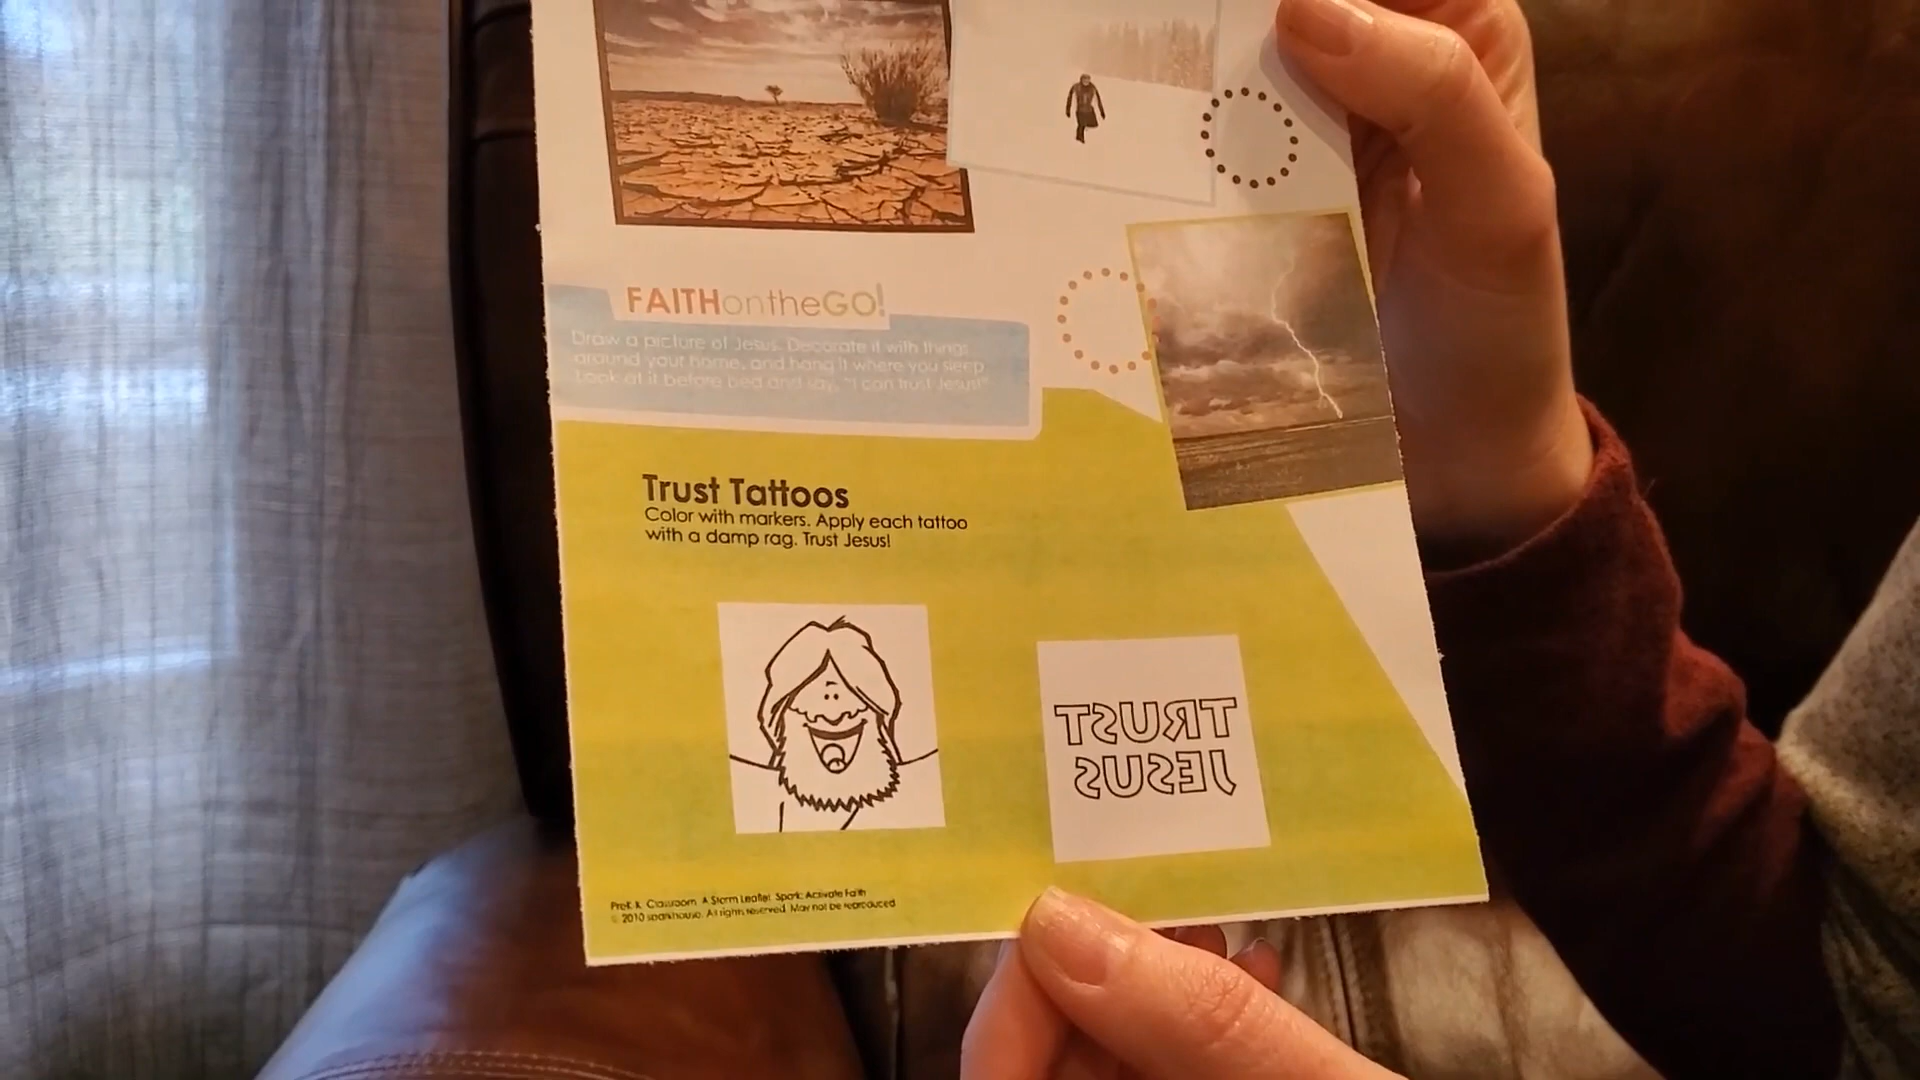 FAITHontheGO!
Draw a picture of Jesus. Decorate it with things
around your home, and hang it where you sleep.
Look at it before bed and say, "I can trust Jesus!"
Trust Tattoos
Color with markers. Apply each tattoo
with a damp rag. Trust Jesus!
TRUST
JESUS
PreK-K Classroom A Storm Leaflet Spark: Activate Faith
© 2010 sparkhouse. All rights reserved. May not be reproduced